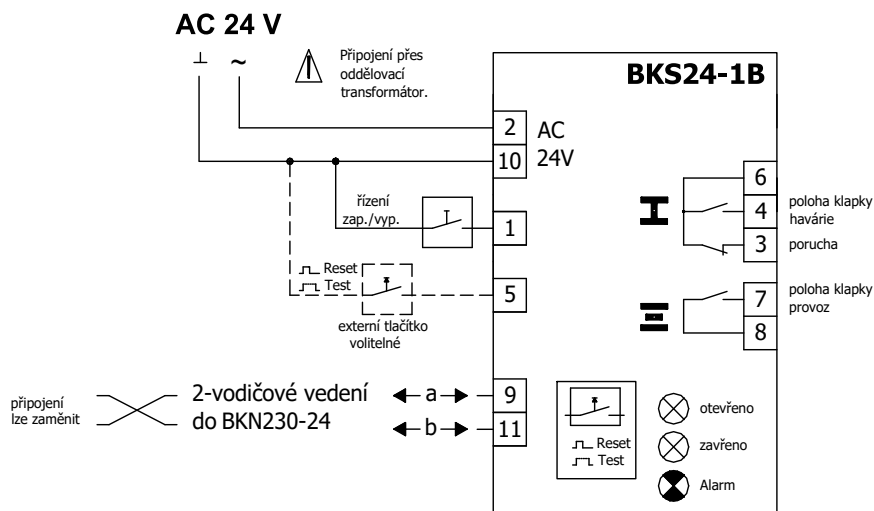 AC 24 V
⊥ ~
Připojení přes
oddělovací
transformátor.
BKS24-1B
2
AC
24V
10
6
4
poloha klapky
havárie
3
porucha
řízení
zap./vyp.
1
Reset
Test
5
externí tlačítko
volitelné
7
poloha klapky
provoz
8
připojení
lze zaměnit
2-vodičové vedení
do BKN230-24
a
9
b
11
Reset
Test
otevřeno
zavřeno
Alarm